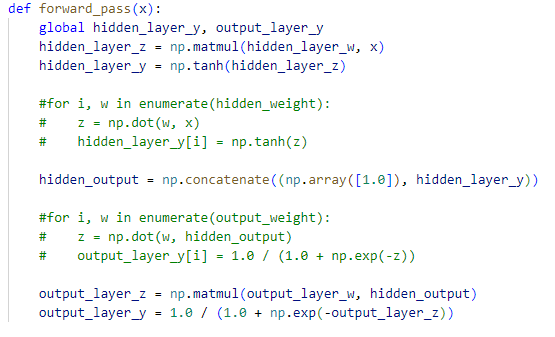 def forward_pass(x):
    global hidden_layer_y, output_layer_y
    hidden_layer_z = np.matmul(hidden_layer_w, x)
    hidden_layer_y = np.tanh(hidden_layer_z)

    #for i, w in enumerate(hidden_weight):
    #    z = np.dot(w, x)
    #    hidden_layer_y[i] = np.tanh(z)

    hidden_output = np.concatenate((np.array([1.0]), hidden_layer_y))

    #for i, w in enumerate(output_weight):
    #    z = np.dot(w, hidden_output)
    #    output_layer_y[i] = 1.0 / (1.0 + np.exp(-z))

    output_layer_z = np.matmul(output_layer_w, hidden_output)
    output_layer_y = 1.0 / (1.0 + np.exp(-output_layer_z))